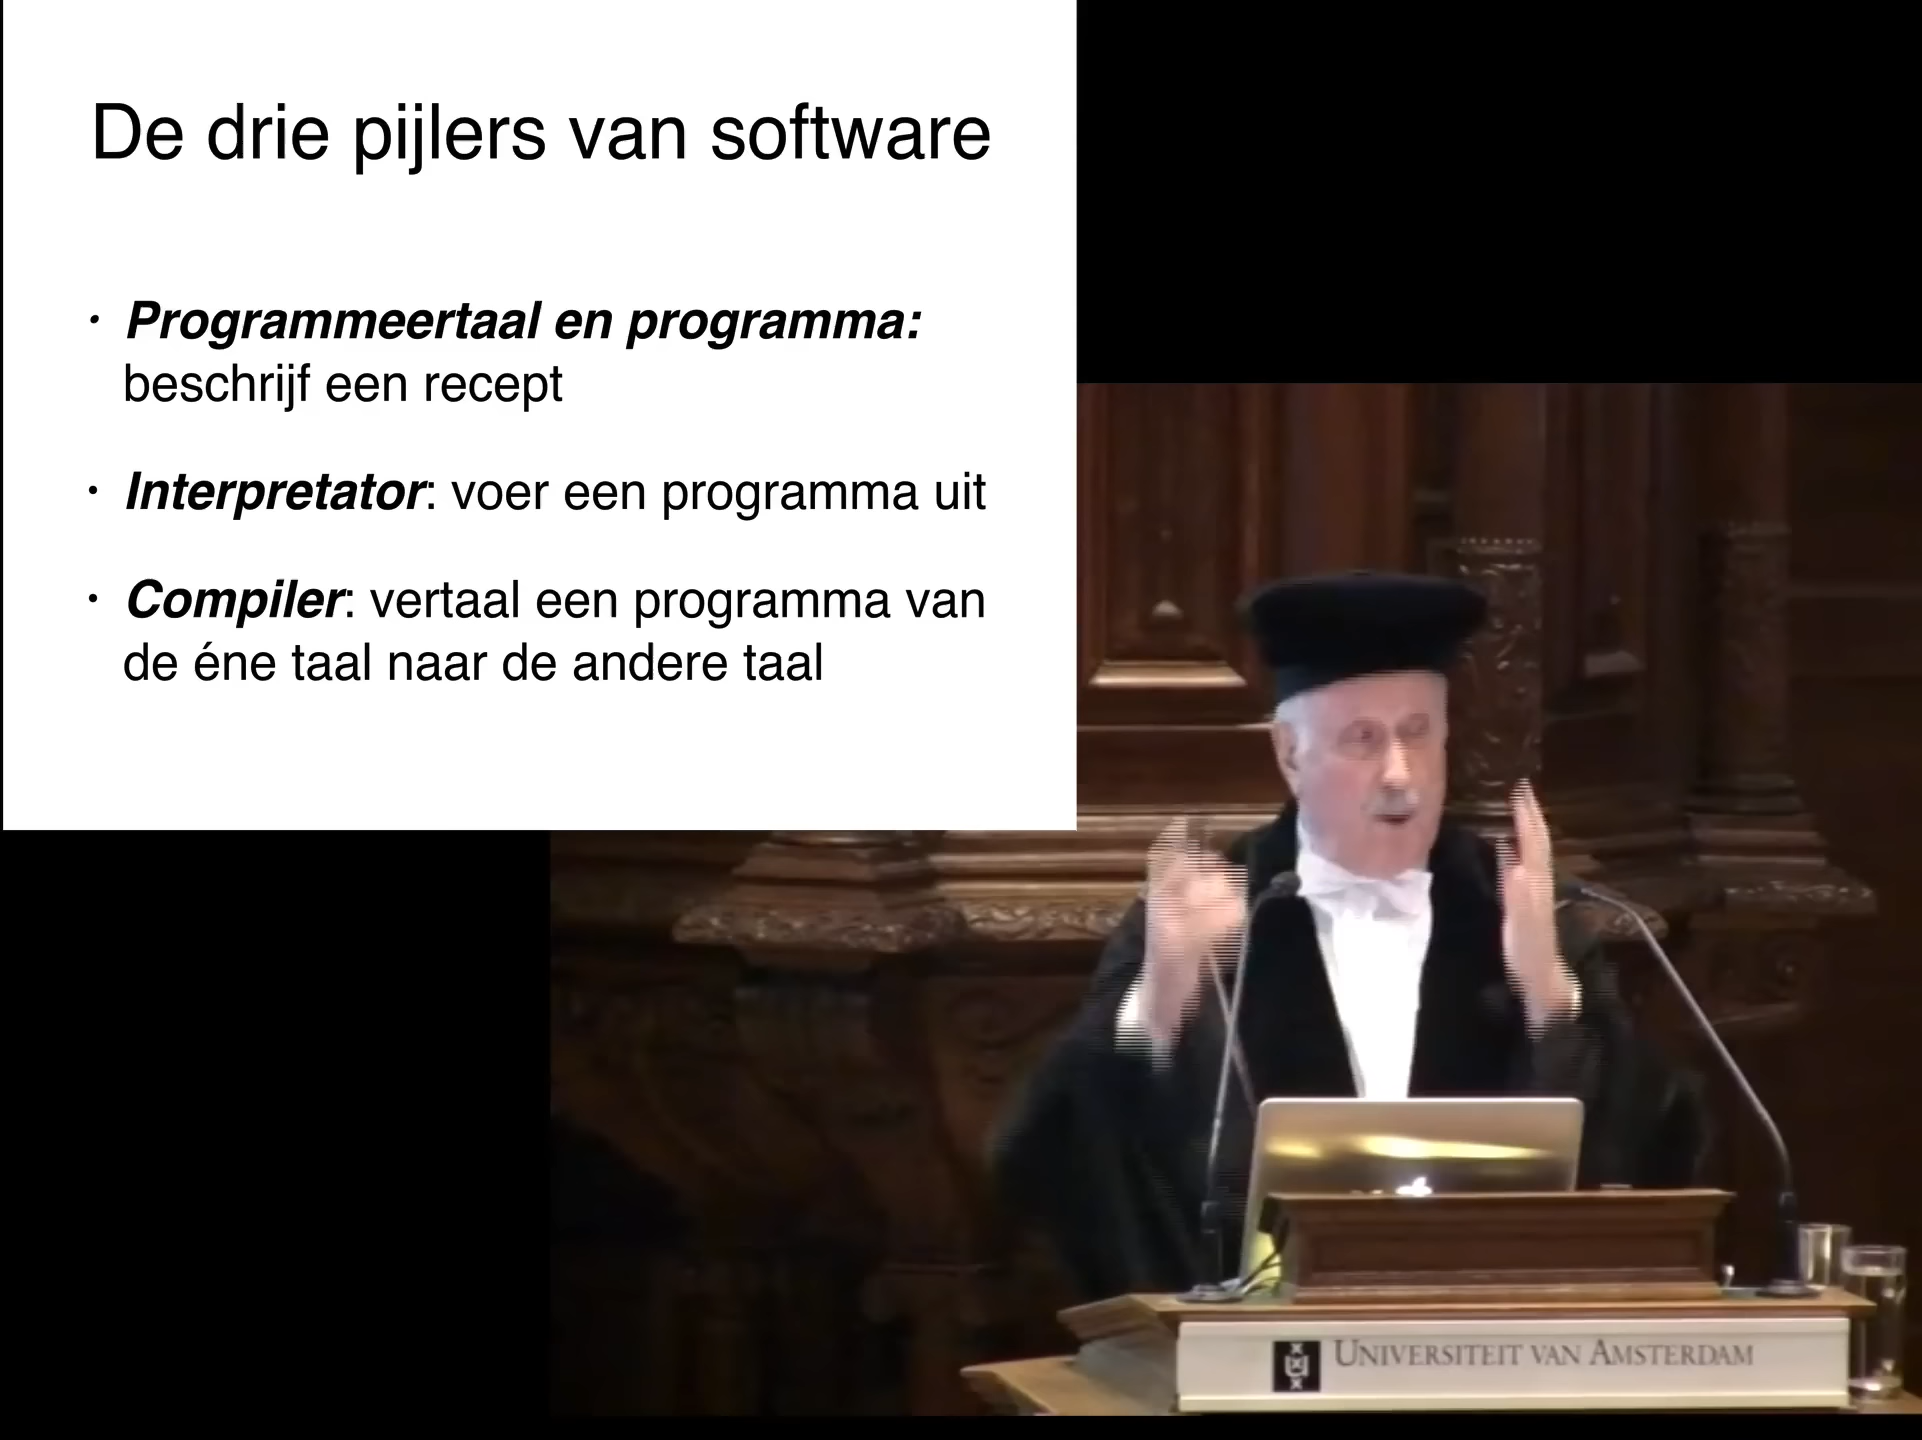 De drie pijlers van software
• Programmeertaal en programma:
beschrijf een recept
• Interpretator: voer een programma uit
• Compiler: vertaal een programma van
de éne taal naar de andere taal
UNIVERSITEIT VAN AMSTERDAM